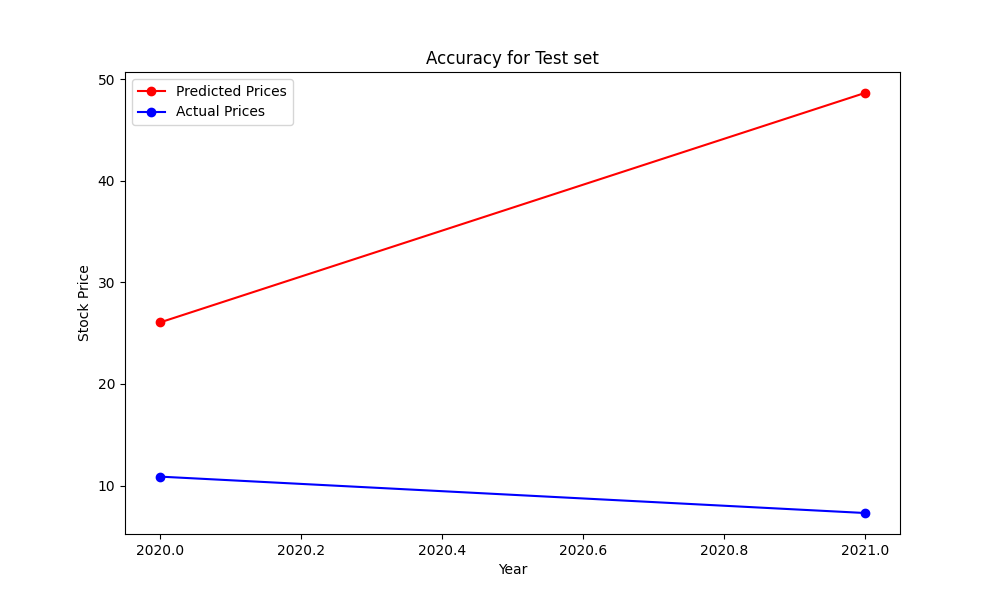 Accuracy for Test set
Predicted Prices
Actual Prices
50
40
30
20
10
Stock Price
2020.0
2020.2
2020.4
2020.6
2020.8
2021.0
Year